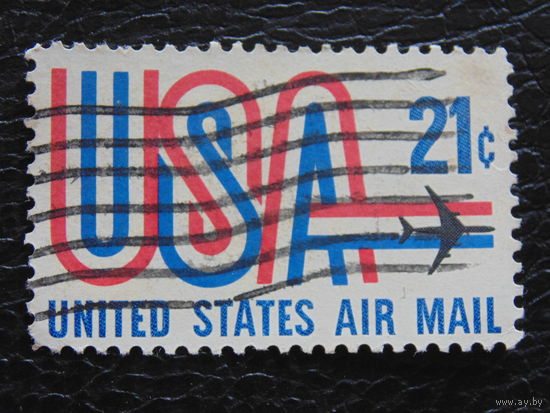 USA
21¢
UNITED STATES AIR MAIL
www.ay.by